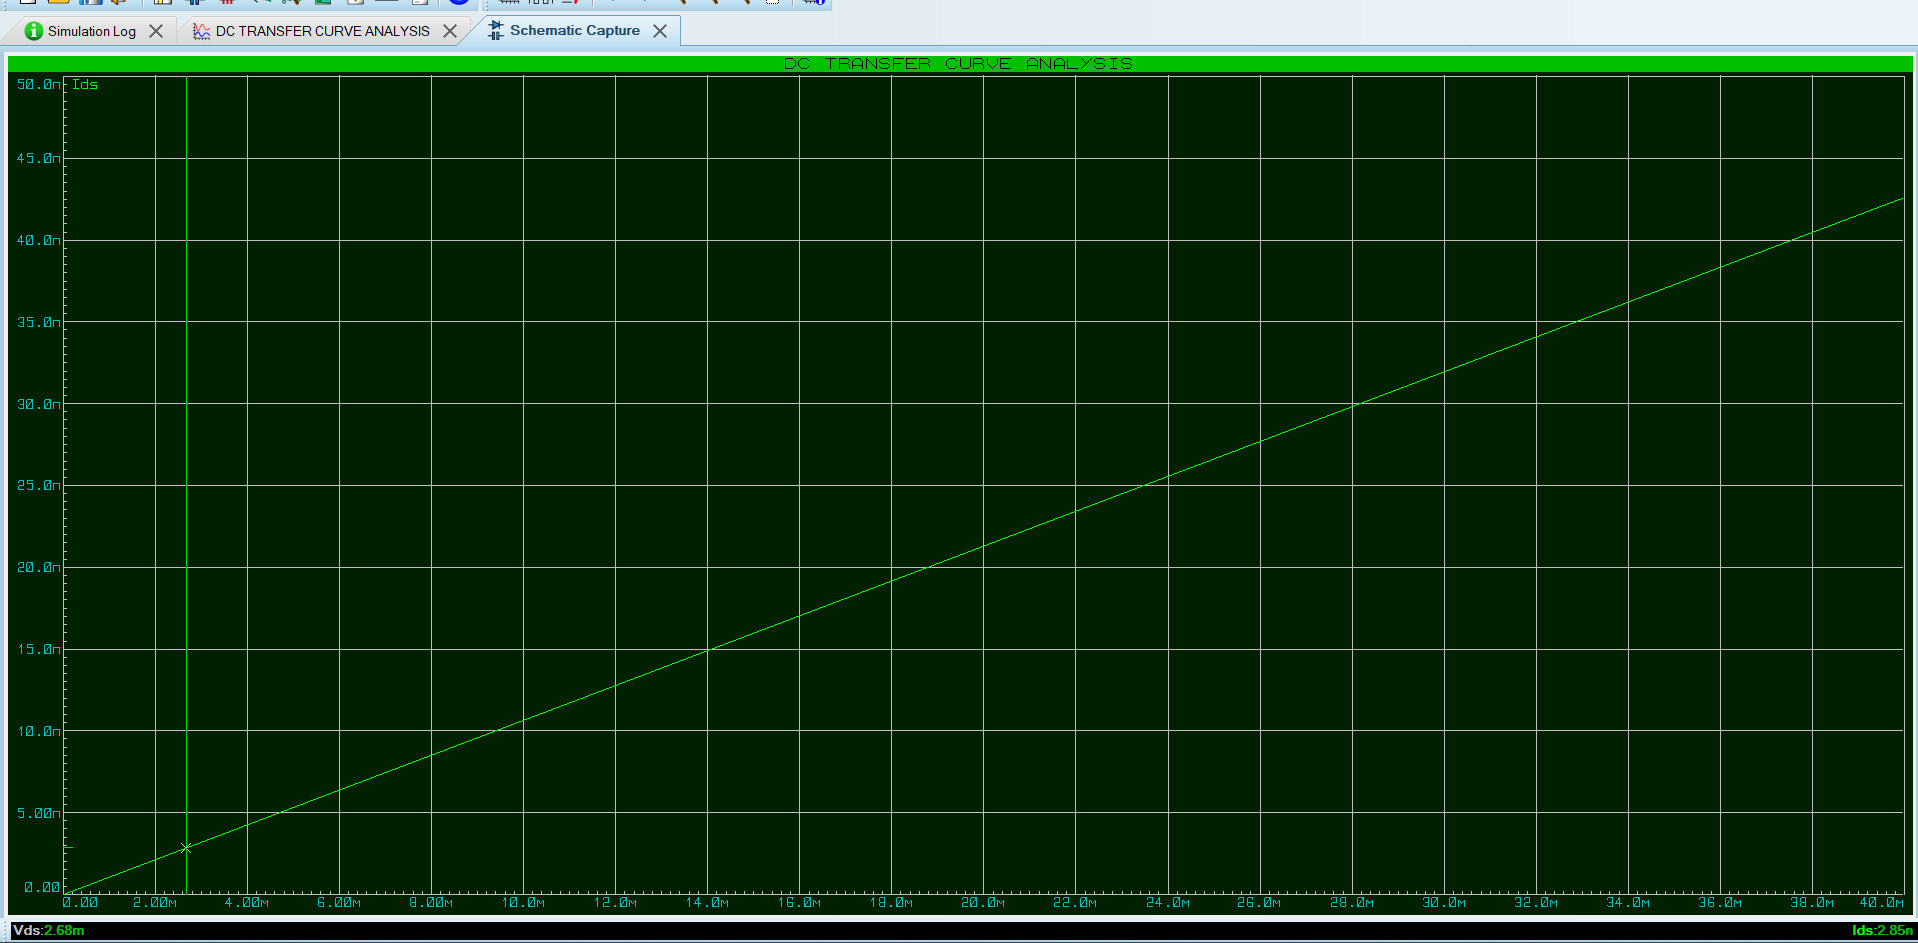 Simulation Log
DC TRANSFER CURVE ANALYSIS
Schematic Capture
DC TRANSFER CURVE ANALYSIS
Ids
50.0n
45.0n
40.0n
35.0n
30.0n
25.0n
20.0n
15.0n
10.0n
5.00n
0.00
0.00 2.00m 4.00m 6.00m 8.00m 10.0m 12.0m 14.0m 16.0m 18.0m 20.0m 22.0m 24.0m 26.0m 28.0m 30.0m 32.0m 34.0m 36.0m 38.0m 40.0m
Vds:2.68m
Ids:2.85n